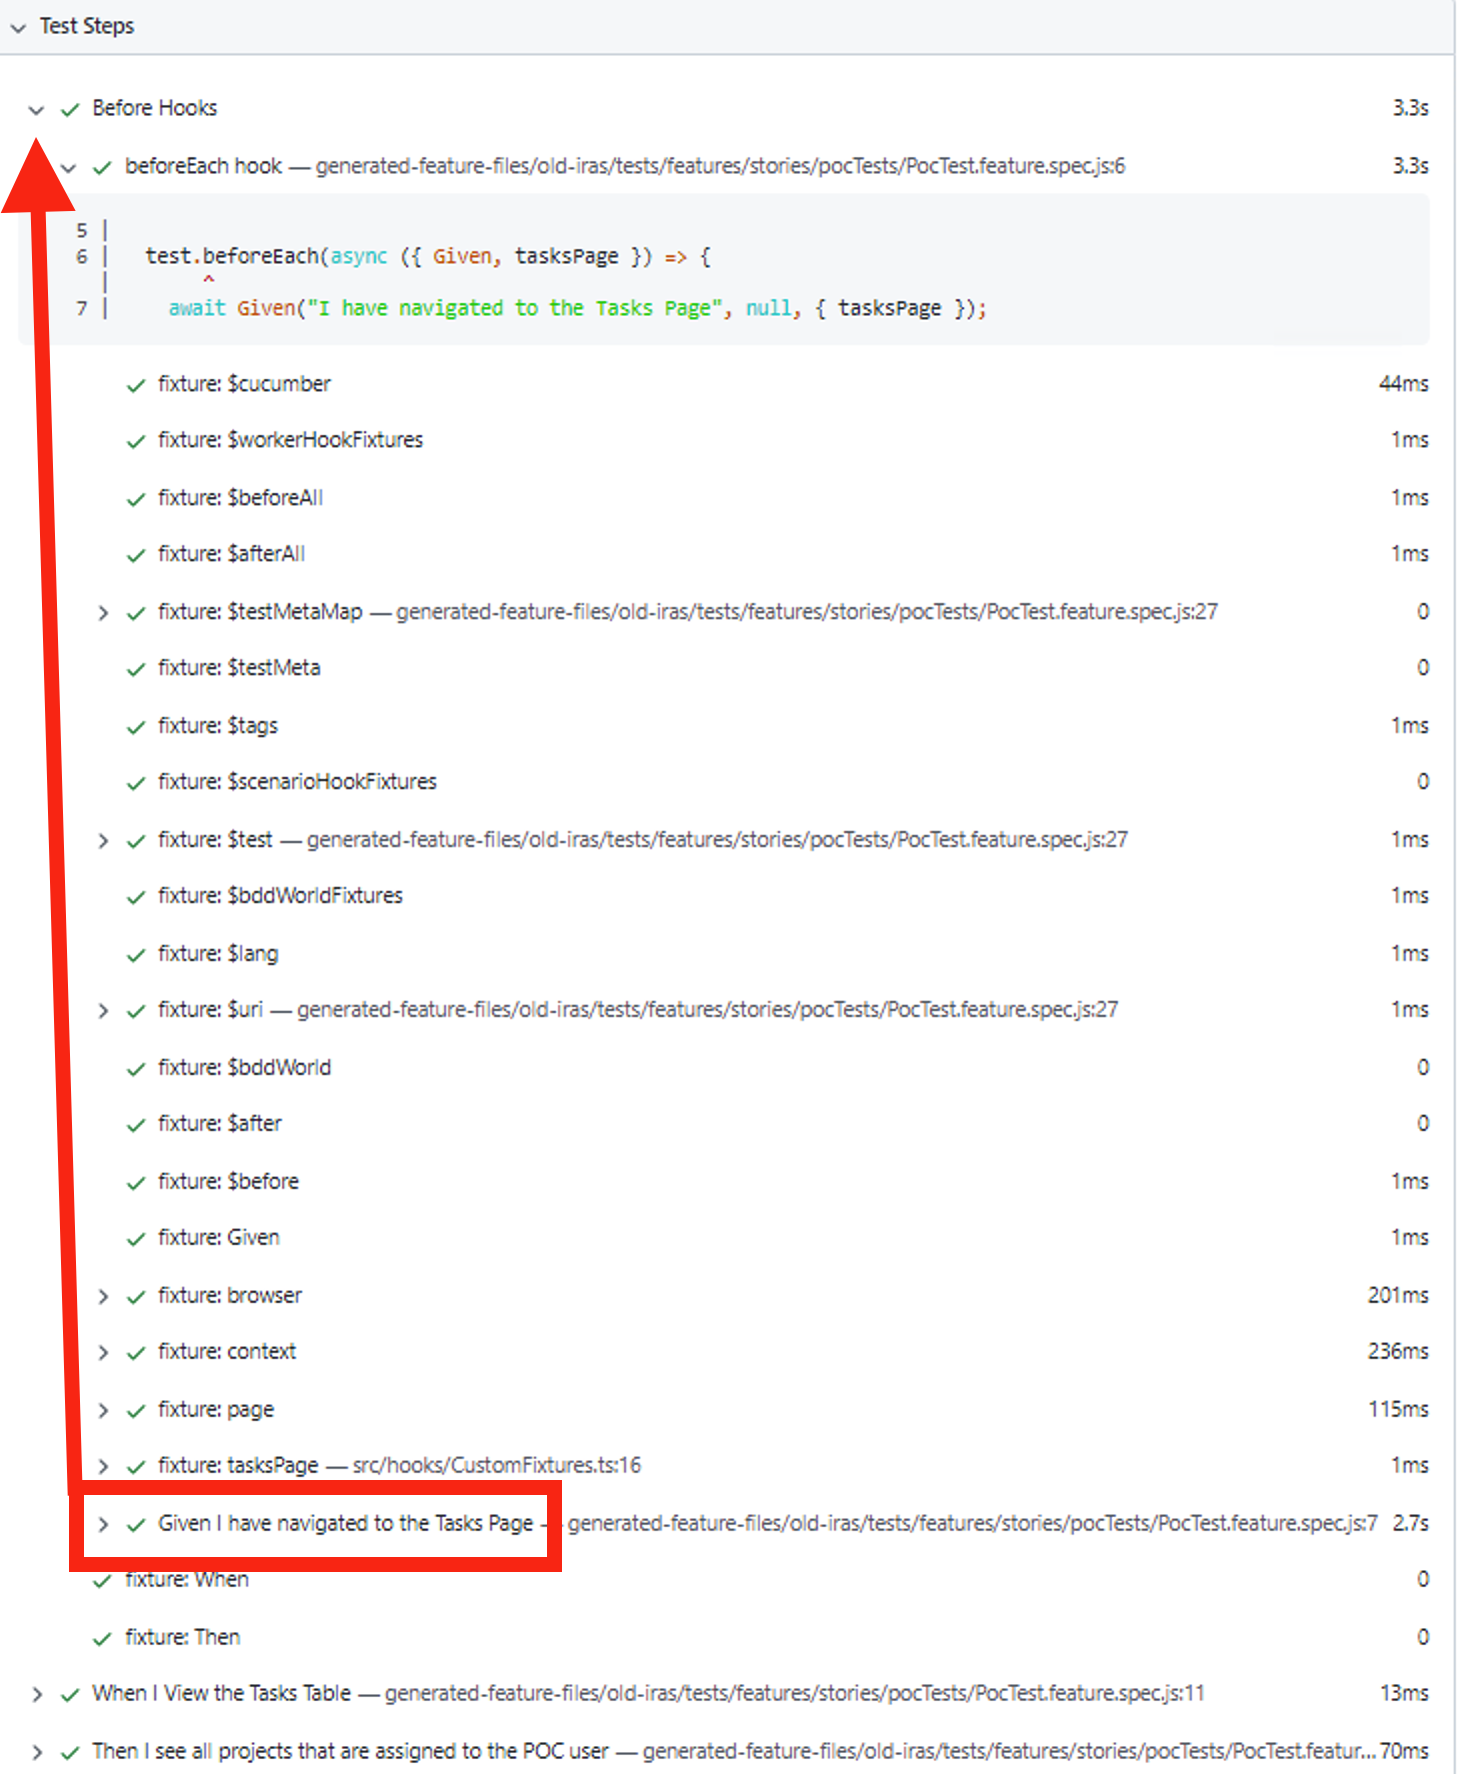 Test Steps
Before Hooks 3.3s
beforeEach hook — generated-feature-files/old-iras/tests/features/stories/pocTests/PocTest.feature.spec.js:6 3.3s
5 |
6 | test.beforeEach(async ({ Given, tasksPage }) => {
| ^
7 | await Given("I have navigated to the Tasks Page", null, { tasksPage });
fixture: $cucumber 44ms
fixture: $workerHookFixtures 1ms
fixture: $beforeAll 1ms
fixture: $afterAll 1ms
fixture: $testMetaMap — generated-feature-files/old-iras/tests/features/stories/pocTests/PocTest.feature.spec.js:27 0
fixture: $testMeta 0
fixture: $tags 1ms
fixture: $scenarioHookFixtures 0
fixture: $test — generated-feature-files/old-iras/tests/features/stories/pocTests/PocTest.feature.spec.js:27 1ms
fixture: $bddWorldFixtures 1ms
fixture: $lang 1ms
fixture: $uri — generated-feature-files/old-iras/tests/features/stories/pocTests/PocTest.feature.spec.js:27 1ms
fixture: $bddWorld 0
fixture: $after 0
fixture: $before 1ms
fixture: Given 1ms
fixture: browser 201ms
fixture: context 236ms
fixture: page 115ms
fixture: tasksPage — src/hooks/CustomFixtures.ts:16 1ms
Given I have navigated to the Tasks Page — generated-feature-files/old-iras/tests/features/stories/pocTests/PocTest.feature.spec.js:7 2.7s
fixture: When 0
fixture: Then 0
When I View the Tasks Table — generated-feature-files/old-iras/tests/features/stories/pocTests/PocTest.feature.spec.js:11 13ms
Then I see all projects that are assigned to the POC user — generated-feature-files/old-iras/tests/features/stories/pocTests/PocTest.featur... 70ms